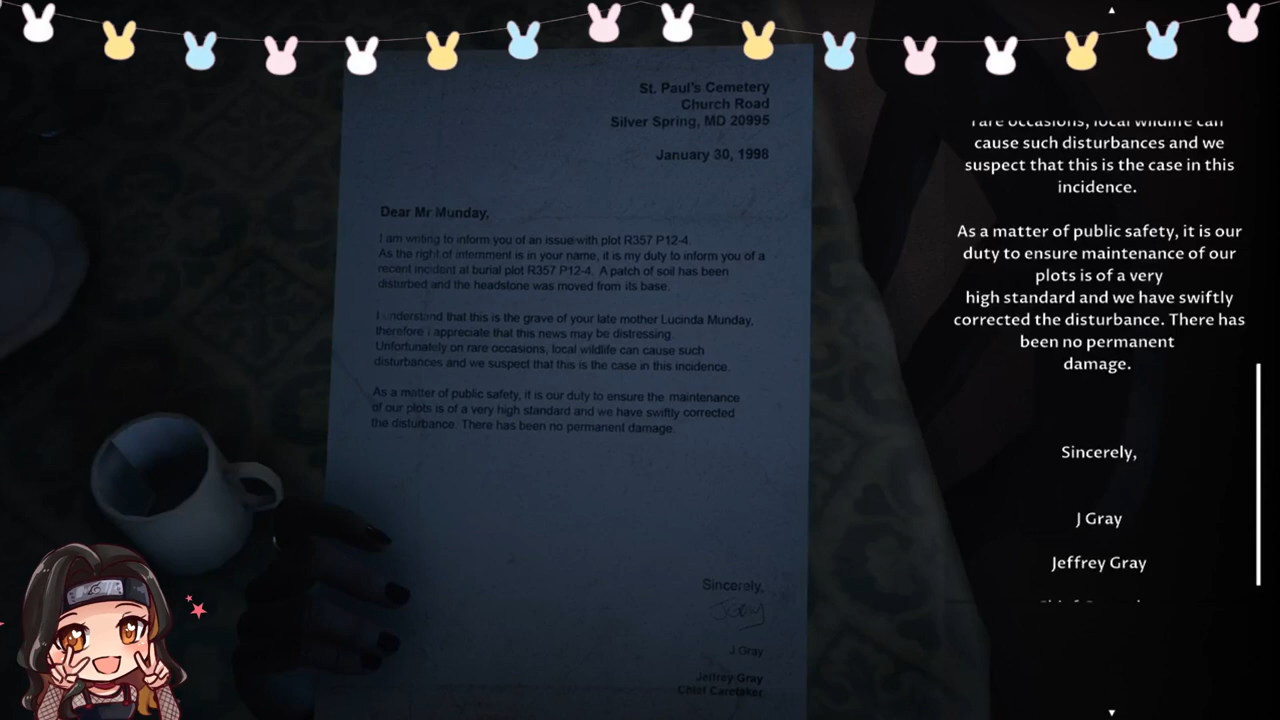 St. Paul's Cemetery
Church Road
Silver Spring, MD 20995
January 30, 1998
Dear Mr Munday,
I am writing to inform you of an issue with plot R357 P12-4.
As the right of internment is in your name, it is my duty to inform you of a
recent incident at burial plot R357 P12-4. A patch of soil has been
disturbed and the headstone was moved from its base.
I understand that this is the grave of your late mother Lucinda Munday,
therefore i appreciate that this news may be distressing.
Unfortunately on rare occasions, local wildlife can cause such
disturbances and we suspect that this is the case in this incidence.
As a matter of public safety, it is our duty to ensure the maintenance
of our plots is of a very high standard and we have swiftly corrected
the disturbance. There has been no permanent damage.
Sincerely,
JGray
J Gray
Jeffrey Gray
Chief Caretaker
rare occasions, local wildlife can
cause such disturbances and we
suspect that this is the case in this
incidence.
As a matter of public safety, it is our
duty to ensure maintenance of our
plots is of a very
high standard and we have swiftly
corrected the disturbance. There has
been no permanent
damage.
Sincerely,
J Gray
Jeffrey Gray